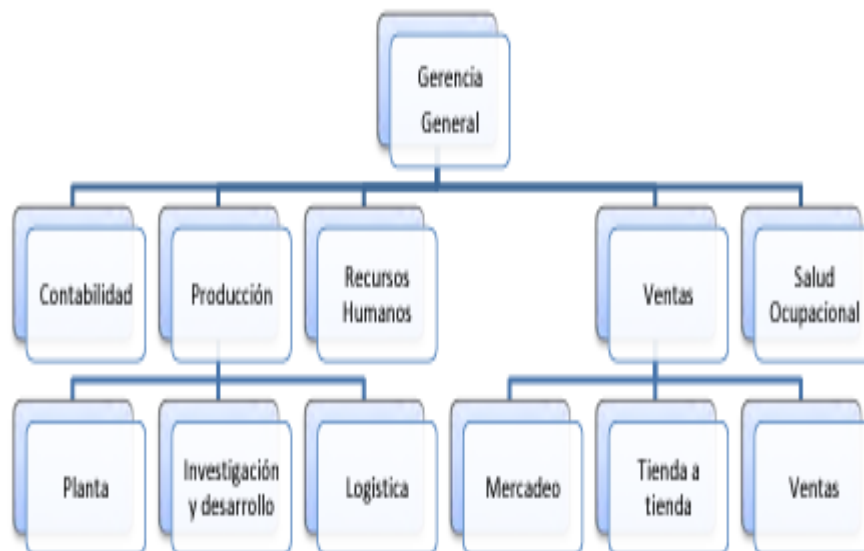 Gerencia
General
Contabilidad
Producción
Recursos
Humanos
Ventas
Salud
Ocupacional
Planta
Investigación
y desarrollo
Logística
Mercadeo
Tienda a
tienda
Ventas